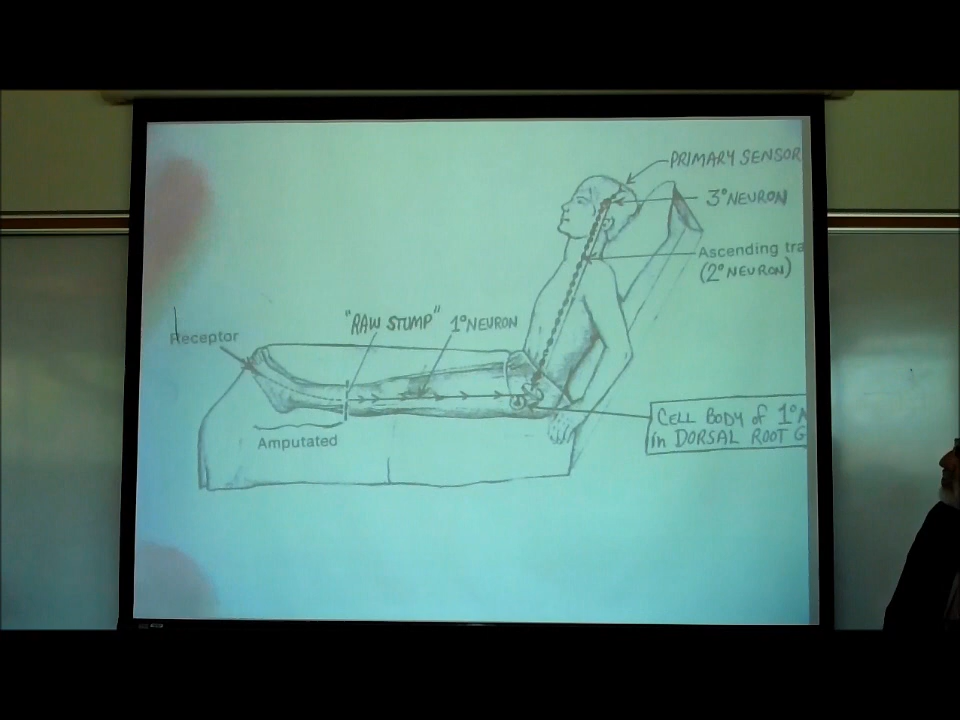 PRIMARY SENSOR
3° NEURON
Ascending tra
(2° NEURON)
"RAW STUMP"
1° NEURON
Receptor
Amputated
CELL BODY of 1° N
in DORSAL ROOT G